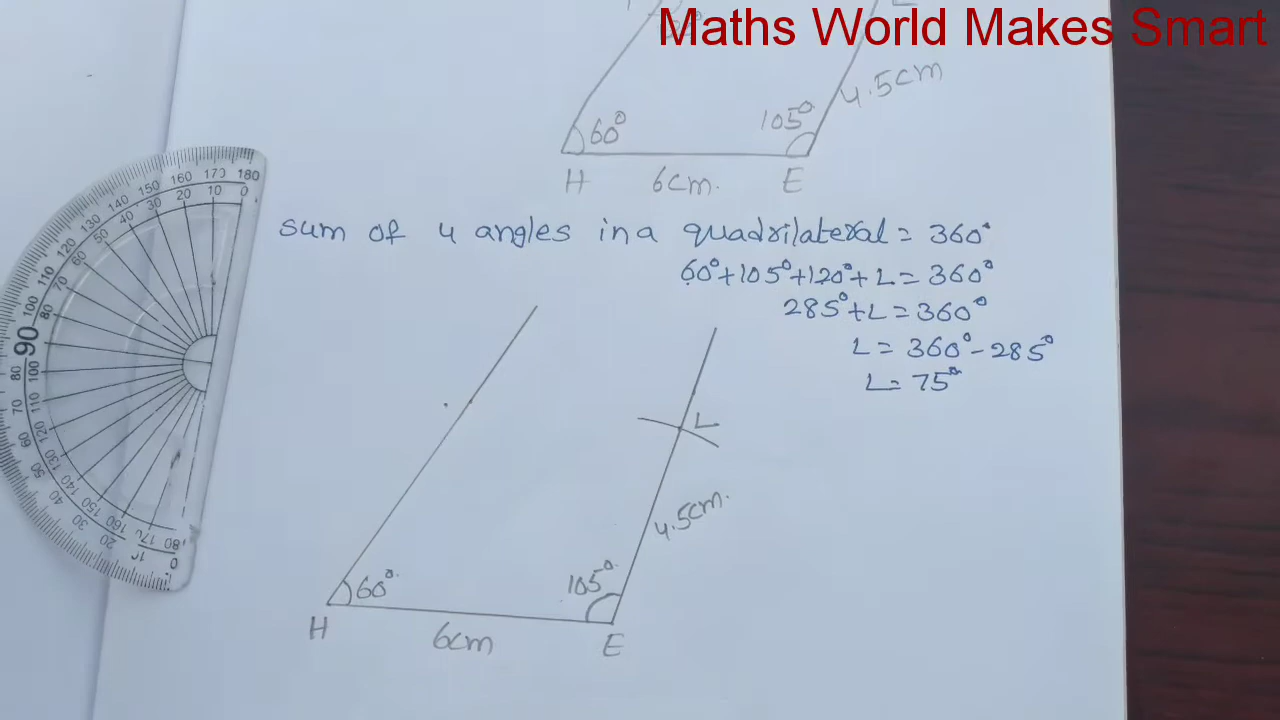 Maths World Makes Smart
4.5cm
60° 105°
H 6cm. E
sum of 4 angles in a quadrilateral = 360°
60°+105°+120°+L = 360°
285°+L = 360°
L = 360° - 285°
L = 75°
L
4.5cm.
60° 105°
H 6cm E